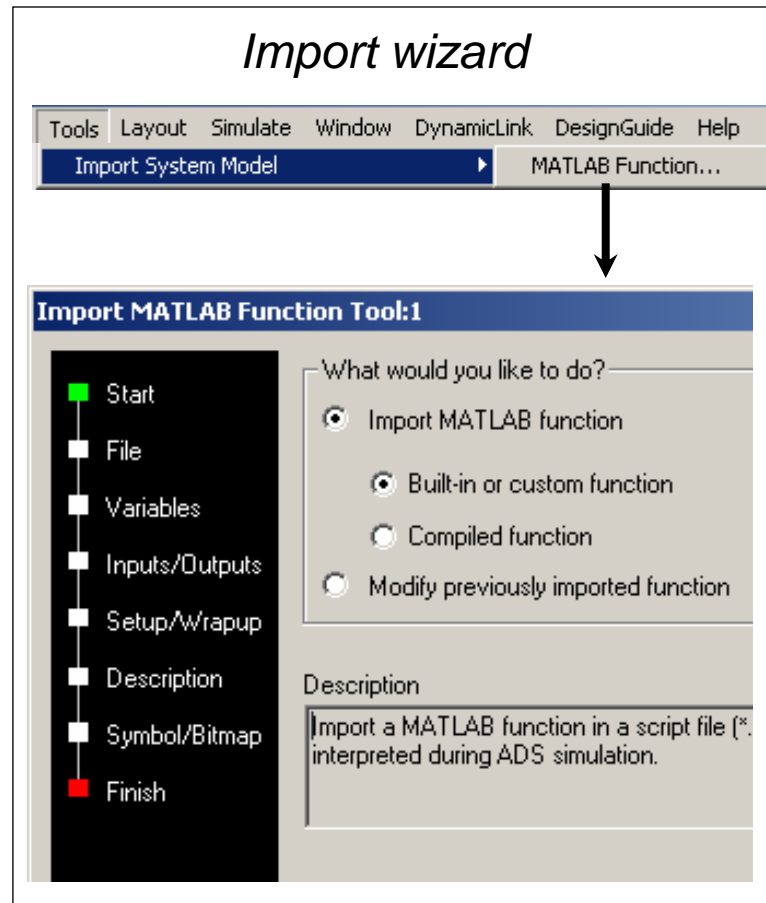 Import wizard
Tools Layout Simulate Window DynamicLink DesignGuide Help
Import System Model MATLAB Function...
Import MATLAB Function Tool:1
Start
File
Variables
Inputs/Outputs
Setup/Wrapup
Description
Symbol/Bitmap
Finish
What would you like to do?
Import MATLAB function
Built-in or custom function
Compiled function
Modify previously imported function
Description
Import a MATLAB function in a script file (*.
interpreted during ADS simulation.